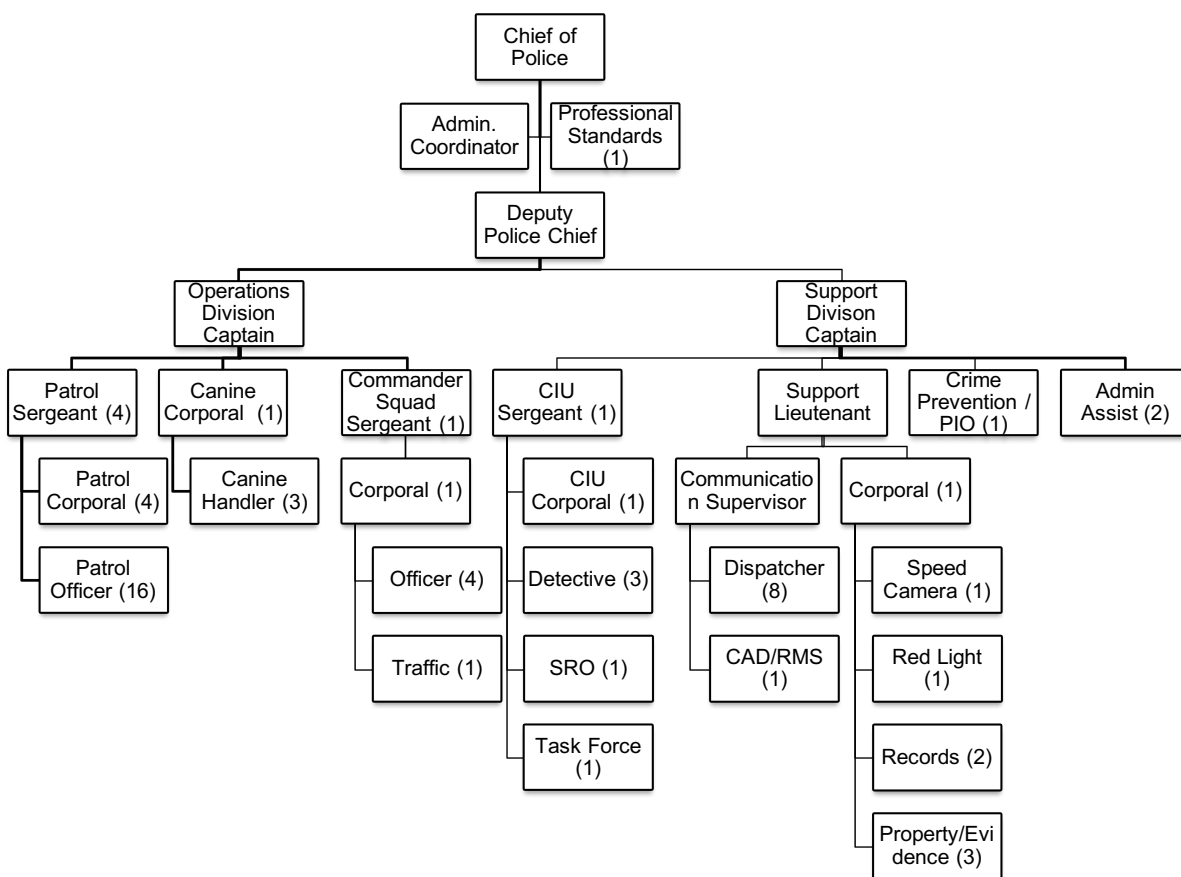 Chief of
Police
Admin.
Coordinator
Professional
Standards
(1)
Deputy
Police Chief
Operations
Division
Captain
Support
Divison
Captain
Patrol
Sergeant (4)
Canine
Corporal (1)
Commander
Squad
Sergeant (1)
CIU
Sergeant (1)
Support
Lieutenant
Crime
Prevention /
PIO (1)
Admin
Assist (2)
Patrol
Corporal (4)
Canine
Handler (3)
Corporal (1)
CIU
Corporal (1)
Communicatio
n Supervisor
Corporal (1)
Patrol
Officer (16)
Officer (4)
Detective (3)
Dispatcher
(8)
Speed
Camera (1)
Traffic (1)
SRO (1)
CAD/RMS
(1)
Red Light
(1)
Task Force
(1)
Records (2)
Property/Evi
dence (3)